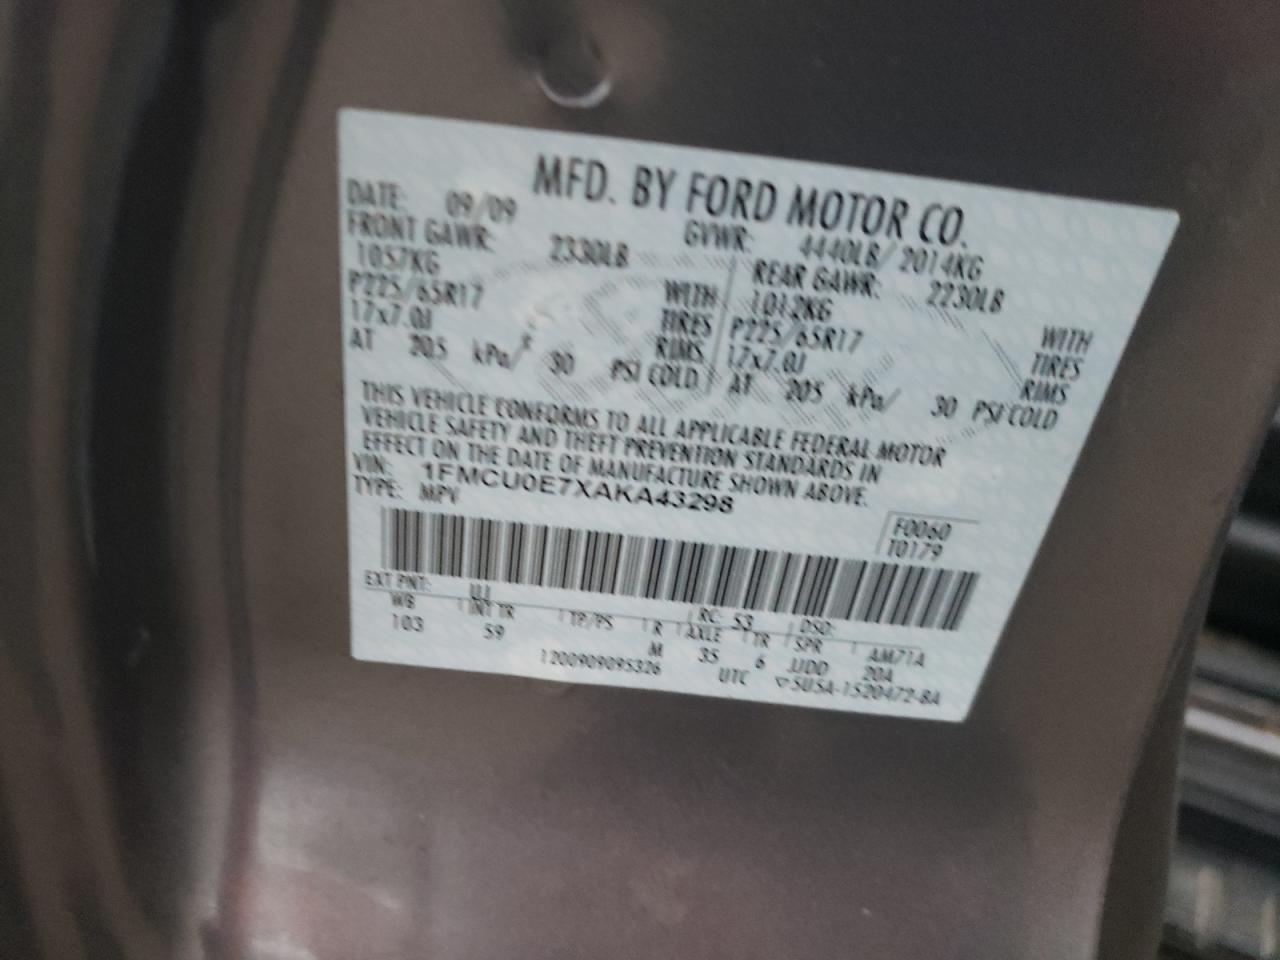 MFD. BY FORD MOTOR CO.
DATE: 09/09 GVWR: 4440LB/ 2014KG
FRONT GAWR: 2330LB REAR GAWR: 2230LB
1057KG WITH 1012KG WITH
P225/65R17 TIRES P225/65R17 TIRES
17x7.0J RIMS 17x7.0J RIMS
AT 205 kPa/ 30 PSI COLD AT 205 kPa/ 30 PSI COLD
THIS VEHICLE CONFORMS TO ALL APPLICABLE FEDERAL MOTOR
VEHICLE SAFETY AND THEFT PREVENTION STANDARDS IN
EFFECT ON THE DATE OF MANUFACTURE SHOWN ABOVE.
VIN: 1FMCU0E7XAKA43298
TYPE: MPV
F0060
T0179
EXT PNT: UJ RC: 53 DSO:
WB INT TR TP/PS R AXLE TR SPR AM71A
103 59 M 35 6 JJDD 20A
1200909095326 UTC ▽5U5A-1520472-BA